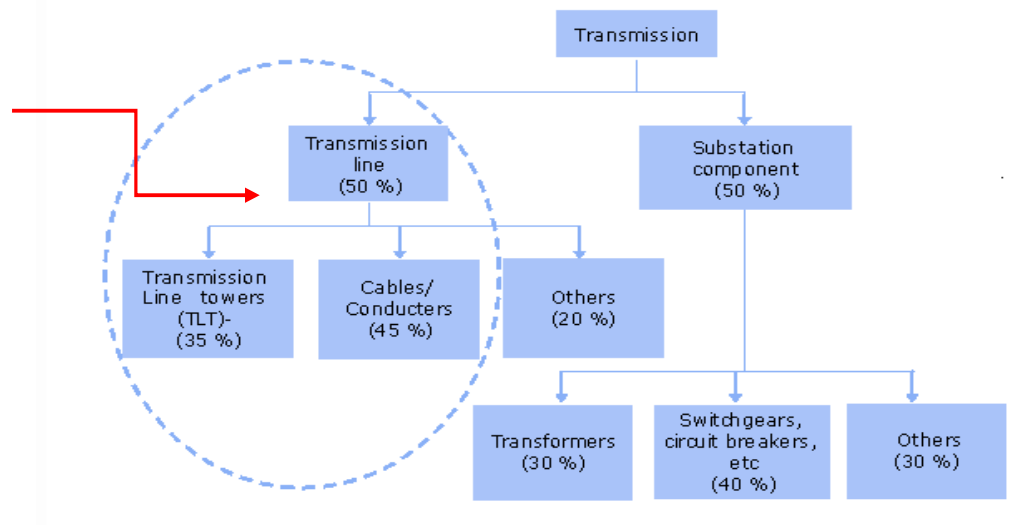 Transmission
Transmission
line
(50 %)
Substation
component
(50 %)
Transmission
Line towers
(TLT)-
(35 %)
Cables/
Conducters
(45 %)
Others
(20 %)
Transformers
(30 %)
Switchgears,
circuit breakers,
etc
(40 %)
Others
(30 %)